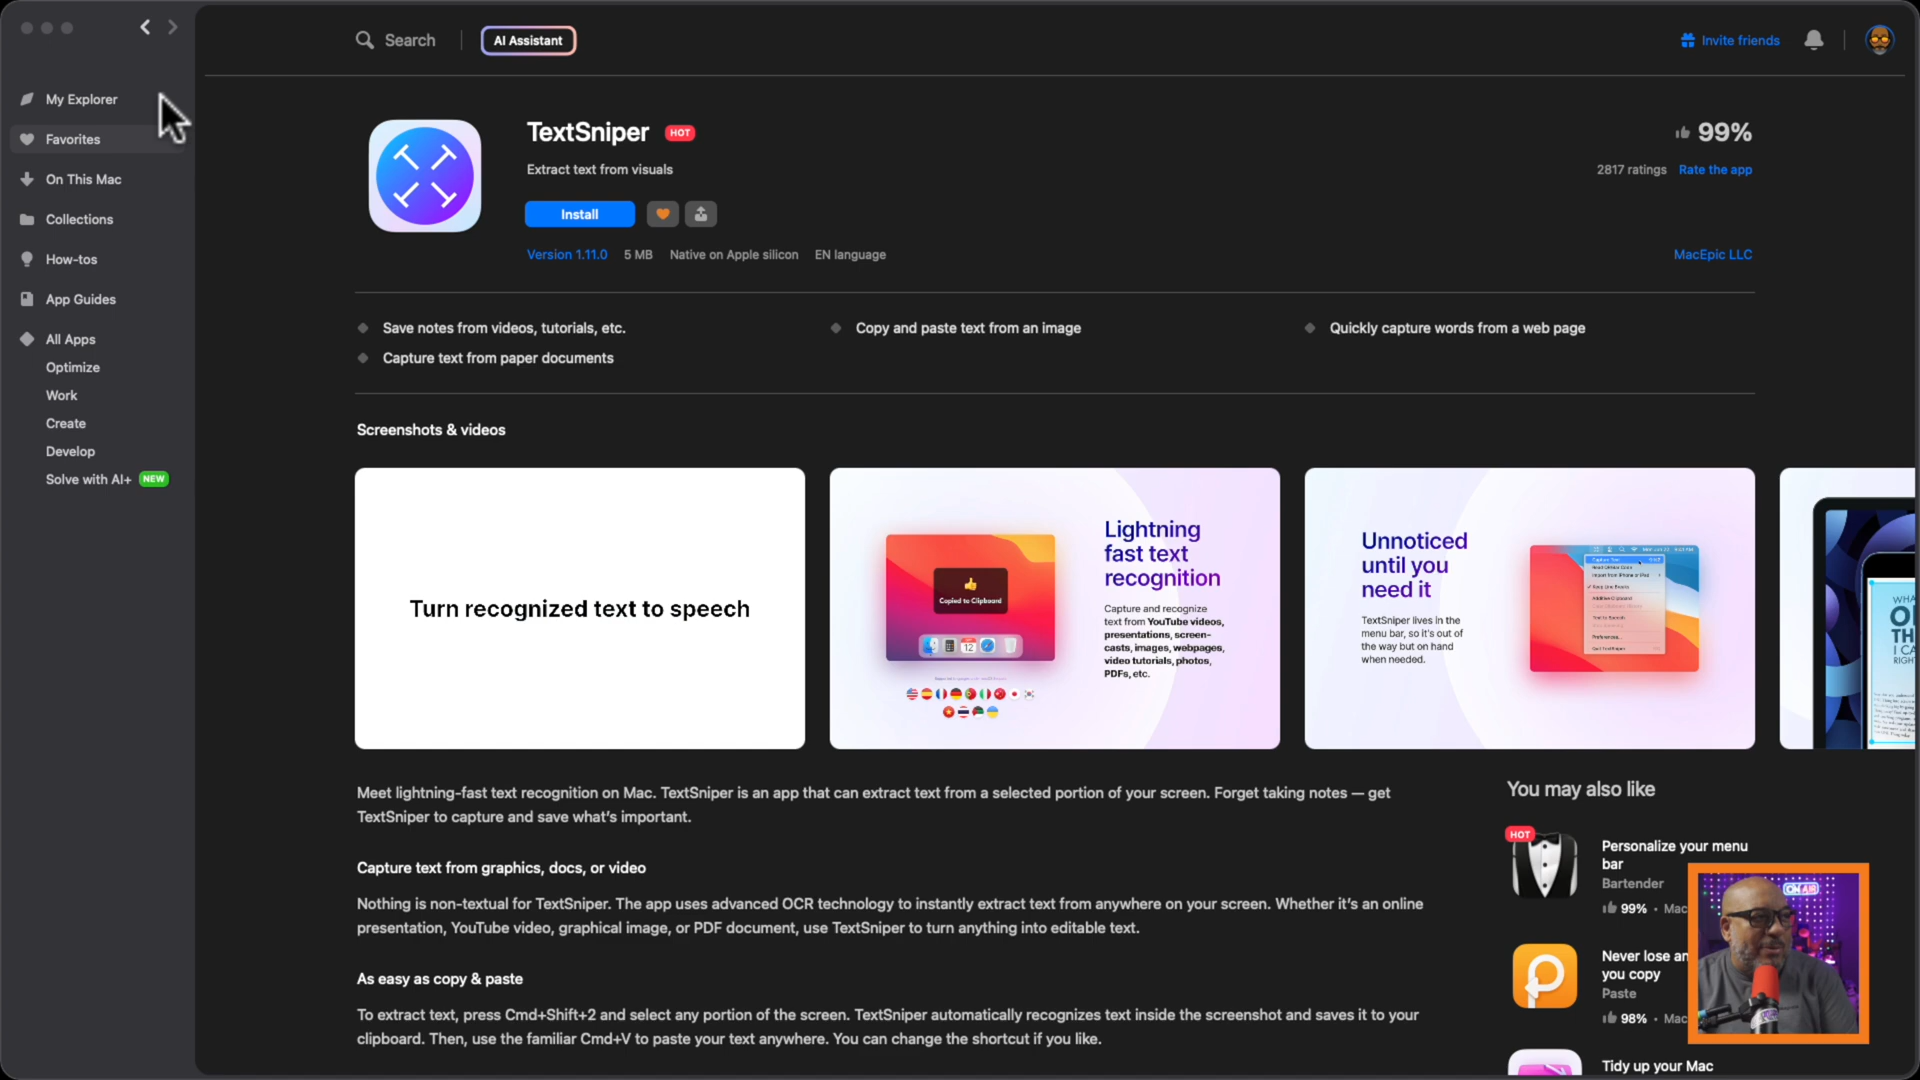 Search
AI Assistant
Invite friends
My Explorer
Favorites
On This Mac
Collections
How-tos
App Guides
All Apps
Optimize
Work
Create
Develop
Solve with AI+ NEW
TextSniper HOT
Extract text from visuals
Install
Version 1.11.0 5 MB Native on Apple silicon EN language
99%
2817 ratings Rate the app
MacEpic LLC
Save notes from videos, tutorials, etc.
Copy and paste text from an image
Quickly capture words from a web page
Capture text from paper documents
Screenshots & videos
Turn recognized text to speech
Copied to Clipboard
Lightning
fast text
recognition
Capture and recognize
text from YouTube videos,
presentations, screen-
casts, images, webpages,
video tutorials, photos,
PDFs, etc.
Unnoticed
until you
need it
TextSniper lives in the
menu bar, so it's out of
the way but on hand
when needed.
Meet lightning-fast text recognition on Mac. TextSniper is an app that can extract text from a selected portion of your screen. Forget taking notes — get
TextSniper to capture and save what's important.
Capture text from graphics, docs, or video
Nothing is non-textual for TextSniper. The app uses advanced OCR technology to instantly extract text from anywhere on your screen. Whether it's an online
presentation, YouTube video, graphical image, or PDF document, use TextSniper to turn anything into editable text.
As easy as copy & paste
To extract text, press Cmd+Shift+2 and select any portion of the screen. TextSniper automatically recognizes text inside the screenshot and saves it to your
clipboard. Then, use the familiar Cmd+V to paste your text anywhere. You can change the shortcut if you like.
You may also like
HOT
Personalize your menu
bar
Bartender
99% • Mac
Never lose an
you copy
Paste
98% • Mac
Tidy up your Mac
ON AIR